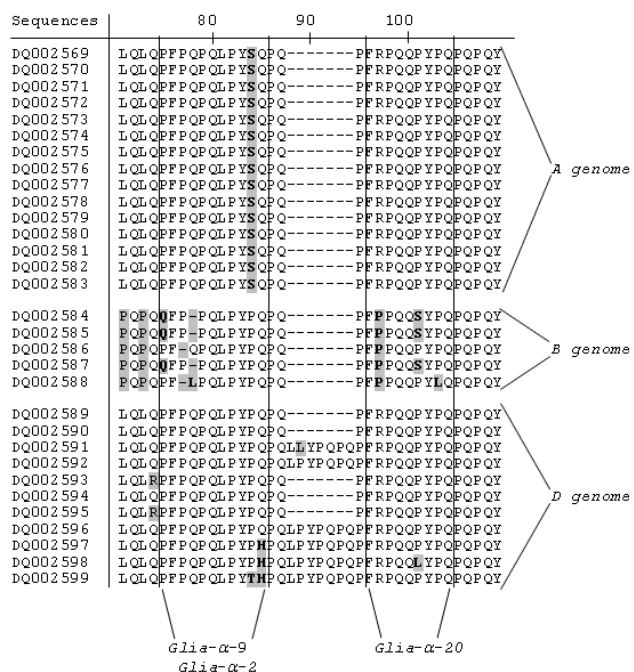 Sequences 80 90 100
DQ002569 LQLQPFPQPQLPYSQPQ-------PFRPQQPYPQPQPQY
DQ002570 LQLQPFPQPQLPYSQPQ-------PFRPQQPYPQPQPQY
DQ002571 LQLQPFPQPQLPYSQPQ-------PFRPQQPYPQPQPQY
DQ002572 LQLQPFPQPQLPYSQPQ-------PFRPQQPYPQPQPQY
DQ002573 LQLQPFPQPQLPYSQPQ-------PFRPQQPYPQPQPQY
DQ002574 LQLQPFPQPQLPYSQPQ-------PFRPQQPYPQPQPQY
DQ002575 LQLQPFPQPQLPYSQPQ-------PFRPQQPYPQPQPQY
DQ002576 LQLQPFPQPQLPYSQPQ-------PFRPQQPYPQPQPQY
DQ002577 LQLQPFPQPQLPYSQPQ-------PFRPQQPYPQPQPQY
DQ002578 LQLQPFPQPQLPYSQPQ-------PFRPQQPYPQPQPQY
DQ002579 LQLQPFPQPQLPYSQPQ-------PFRPQQPYPQPQPQY
DQ002580 LQLQPFPQPQLPYSQPQ-------PFRPQQPYPQPQPQY
DQ002581 LQLQPFPQPQLPYSQPQ-------PFRPQQPYPQPQPQY
DQ002582 LQLQPFPQPQLPYSQPQ-------PFRPQQPYPQPQPQY
DQ002583 LQLQPFPQPQLPYSQPQ-------PFRPQQPYPQPQPQY
A genome
DQ002584 PQPQQFP-PQLPYPQPQ-------PFPPQQSYPQPQPQY
DQ002585 PQPQQFP-PQLPYPQPQ-------PFPPQQSYPQPQPQY
DQ002586 PQPQPF-QPQLPYPQPQ-------PFPPQQPYPQPQPQY
DQ002587 PQPQQFP-PQLPYPQPQ-------PFPPQQSYPQPQPQY
DQ002588 PQPQPF-LPQLPYPQPQ-------PFPPQQPYLQPQPQY
B genome
DQ002589 LQLQPFPQPQLPYPQPQ-------PFRPQQPYPQPQPQY
DQ002590 LQLQPFPQPQLPYPQPQ-------PFRPQQPYPQPQPQY
DQ002591 LQLQPFPQPQLPYPQPQLLYPQPQPFRPQQPYPQPQPQY
DQ002592 LQLQPFPQPQLPYPQPQLPYPQPQPFRPQQPYPQPQPQY
DQ002593 LQLRPFPQPQLPYPQPQ-------PFRPQQPYPQPQPQY
DQ002594 LQLQPFPQPQLPYPQPQ-------PFRPQQPYPQPQPQY
DQ002595 LQLRPFPQPQLPYPQPQ-------PFRPQQPYPQPQPQY
DQ002596 LQLQPFPQPQLPYPQPQLPYPQPQPFRPQQPYPQPQPQY
DQ002597 LQLQPFPQPQLPYPHPQLPYPQPQPFRPQQPYPQPQPQY
DQ002598 LQLQPFPQPQLPYPHPQLPYPQPQPFRPQQLYPQPQPQY
DQ002599 LQLQPFPQPQLPYTHPQLPYPQPQPFRPQQPYPQPQPQY
D genome
Glia-α-9 Glia-α-20
Glia-α-2